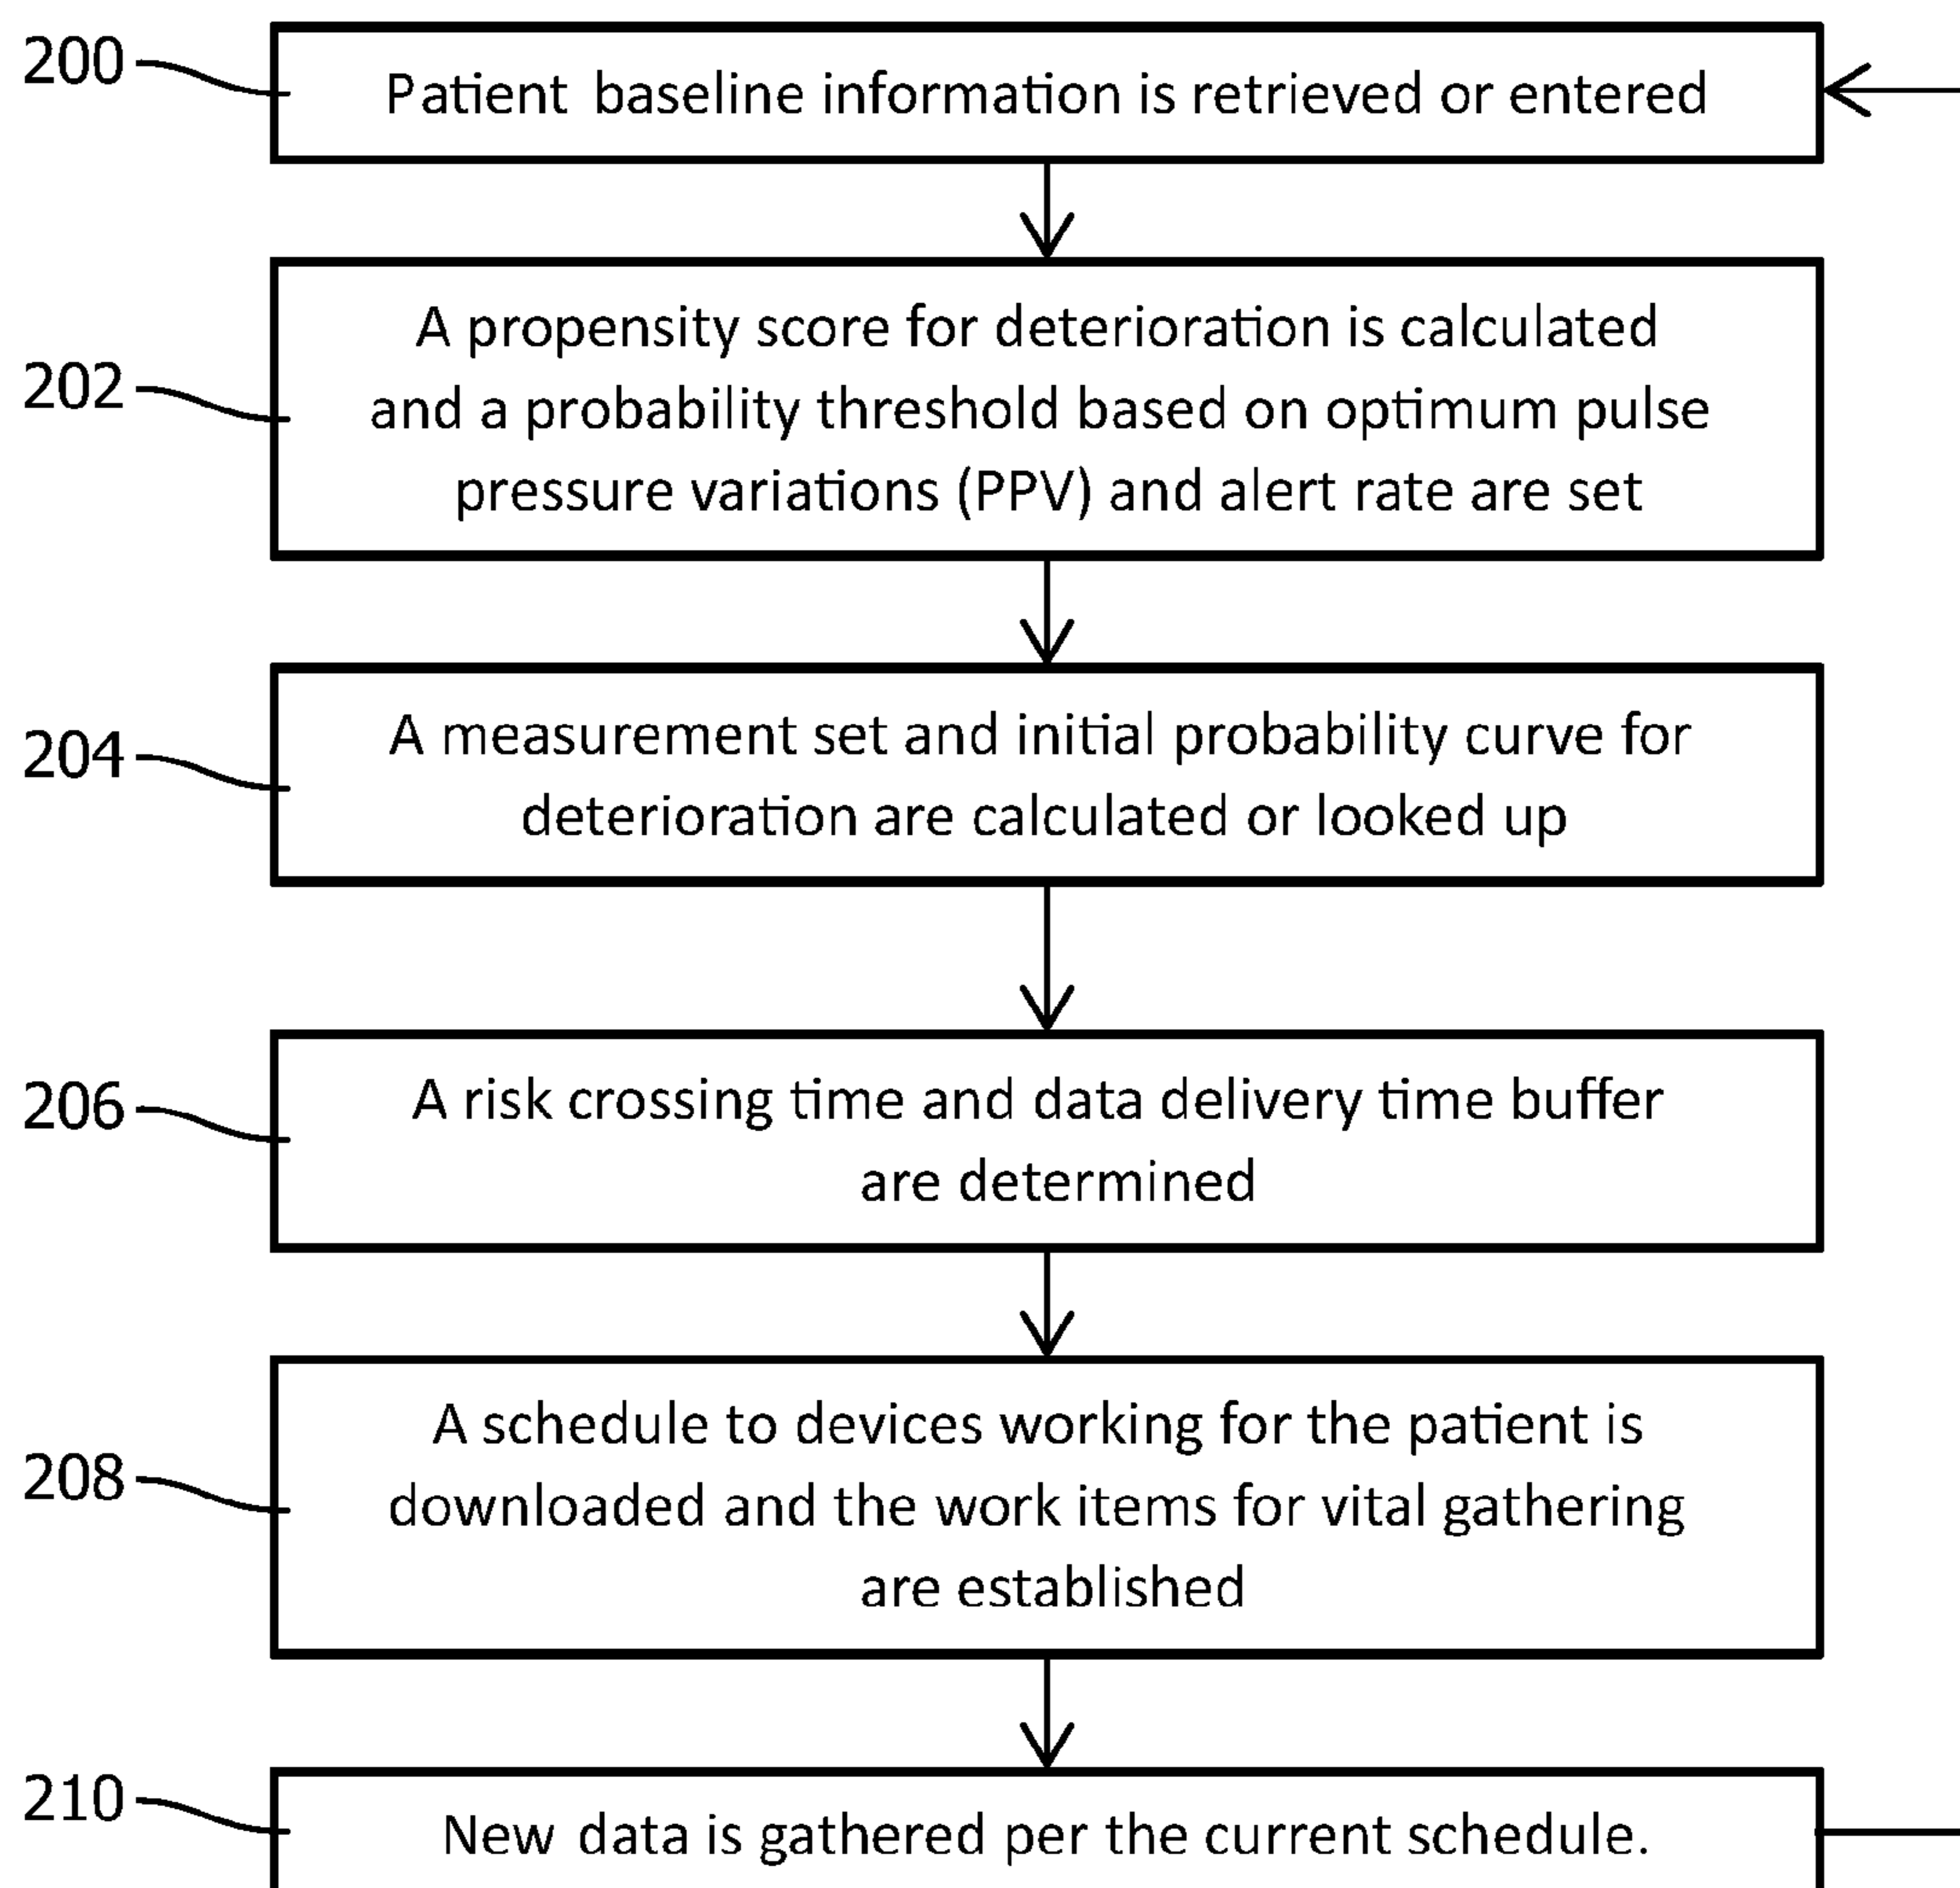 200
Patient baseline information is retrieved or entered
202
A propensity score for deterioration is calculated
and a probability threshold based on optimum pulse
pressure variations (PPV) and alert rate are set
204
A measurement set and initial probability curve for
deterioration are calculated or looked up
206
A risk crossing time and data delivery time buffer
are determined
208
A schedule to devices working for the patient is
downloaded and the work items for vital gathering
are established
210
New data is gathered per the current schedule.